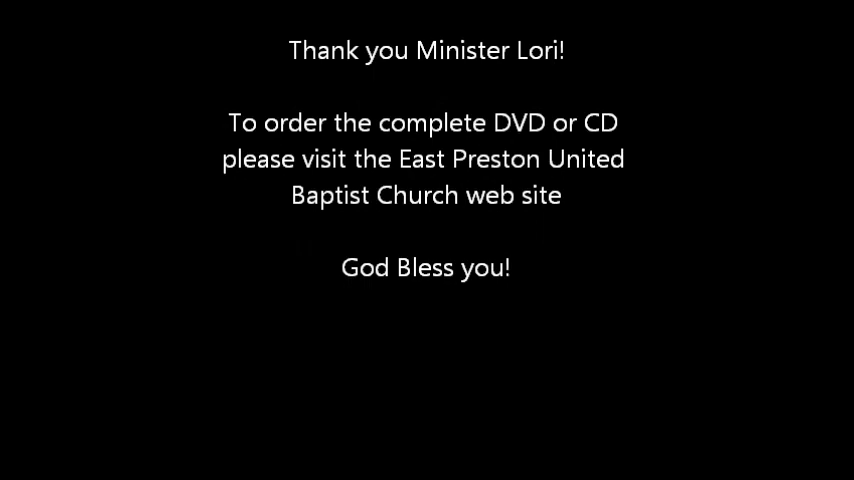 Thank you Minister Lori!
To order the complete DVD or CD
please visit the East Preston United
Baptist Church web site
God Bless you!